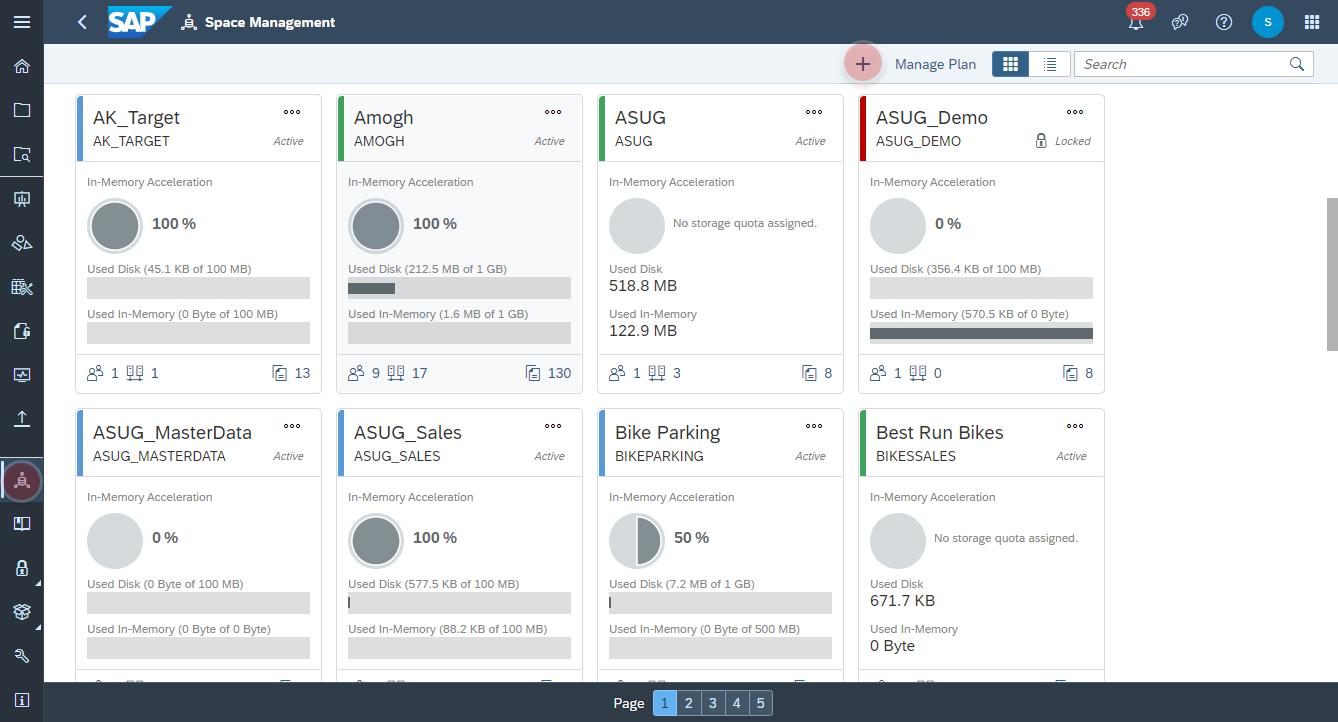 SAP Space Management 336 S
Manage Plan Search
AK_Target
AK_TARGET Active
In-Memory Acceleration
100 %
Used Disk (45.1 KB of 100 MB)
Used In-Memory (0 Byte of 100 MB)
1 1 13
Amogh
AMOGH Active
In-Memory Acceleration
100 %
Used Disk (212.5 MB of 1 GB)
Used In-Memory (1.6 MB of 1 GB)
9 17 130
ASUG
ASUG Active
In-Memory Acceleration
No storage quota assigned.
Used Disk
518.8 MB
Used In-Memory
122.9 MB
1 3 8
ASUG_Demo
ASUG_DEMO Locked
In-Memory Acceleration
0 %
Used Disk (356.4 KB of 100 MB)
Used In-Memory (570.5 KB of 0 Byte)
1 0 8
ASUG_MasterData
ASUG_MASTERDATA Active
In-Memory Acceleration
0 %
Used Disk (0 Byte of 100 MB)
Used In-Memory (0 Byte of 0 Byte)
ASUG_Sales
ASUG_SALES Active
In-Memory Acceleration
100 %
Used Disk (577.5 KB of 100 MB)
Used In-Memory (88.2 KB of 100 MB)
Bike Parking
BIKEPARKING Active
In-Memory Acceleration
50 %
Used Disk (7.2 MB of 1 GB)
Used In-Memory (0 Byte of 500 MB)
Best Run Bikes
BIKESSALES Active
In-Memory Acceleration
No storage quota assigned.
Used Disk
671.7 KB
Used In-Memory
0 Byte
Page 1 2 3 4 5